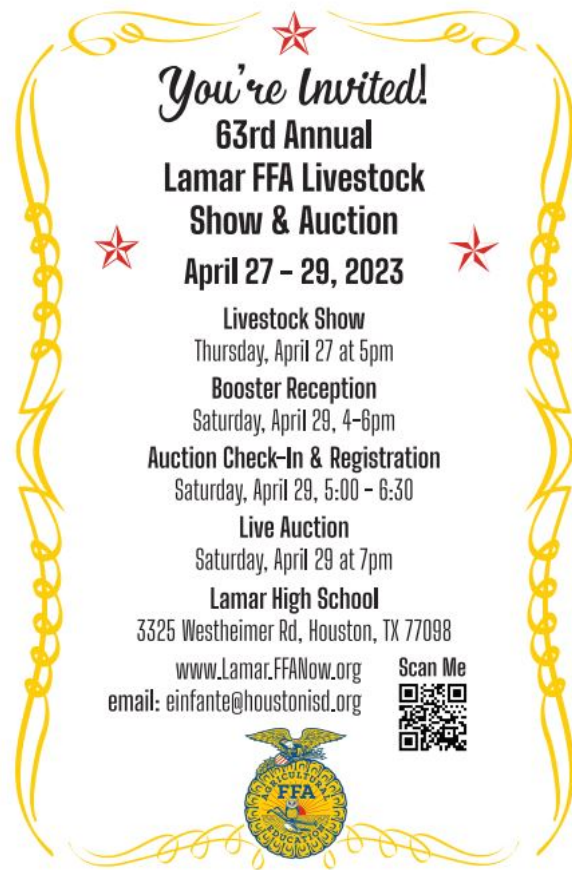 You're Invited!
63rd Annual
Lamar FFA Livestock
Show & Auction
April 27 – 29, 2023
Livestock Show
Thursday, April 27 at 5pm
Booster Reception
Saturday, April 29, 4–6pm
Auction Check-In & Registration
Saturday, April 29, 5:00 – 6:30
Live Auction
Saturday, April 29 at 7pm
Lamar High School
3325 Westheimer Rd, Houston, TX 77098
www.Lamar.FFANow.org
email: einfante@houstonisd.org
Scan Me
AGRICULTURAL
FFA
EDUCATION